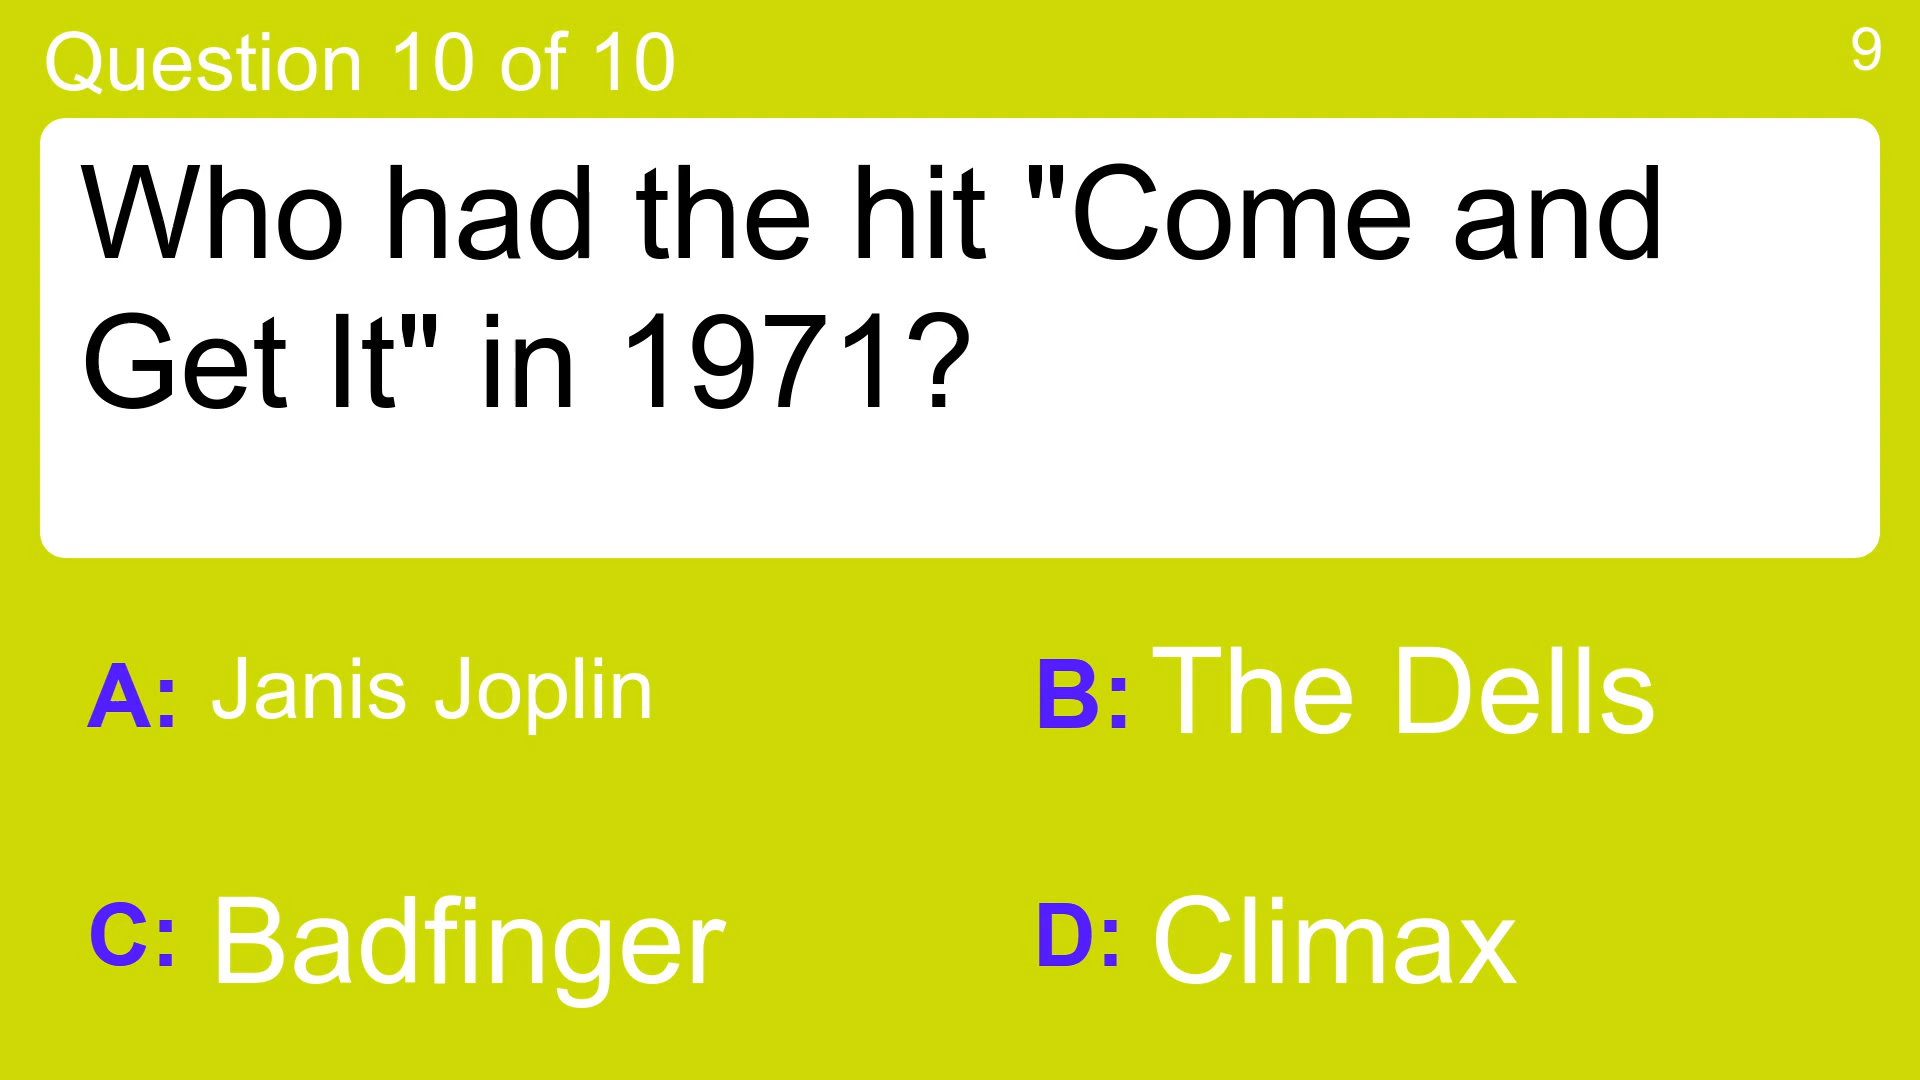 Question 10 of 10
9
Who had the hit "Come and
Get It" in 1971?
A: Janis Joplin
B: The Dells
C: Badfinger
D: Climax